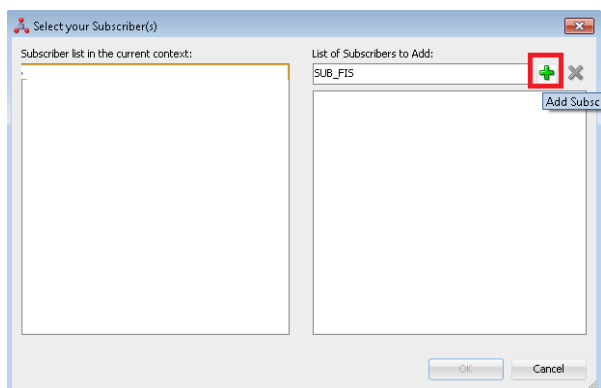 Select your Subscriber(s)
Subscriber list in the current context:
List of Subscribers to Add:
SUB_FIS
Add Subsc
OK
Cancel